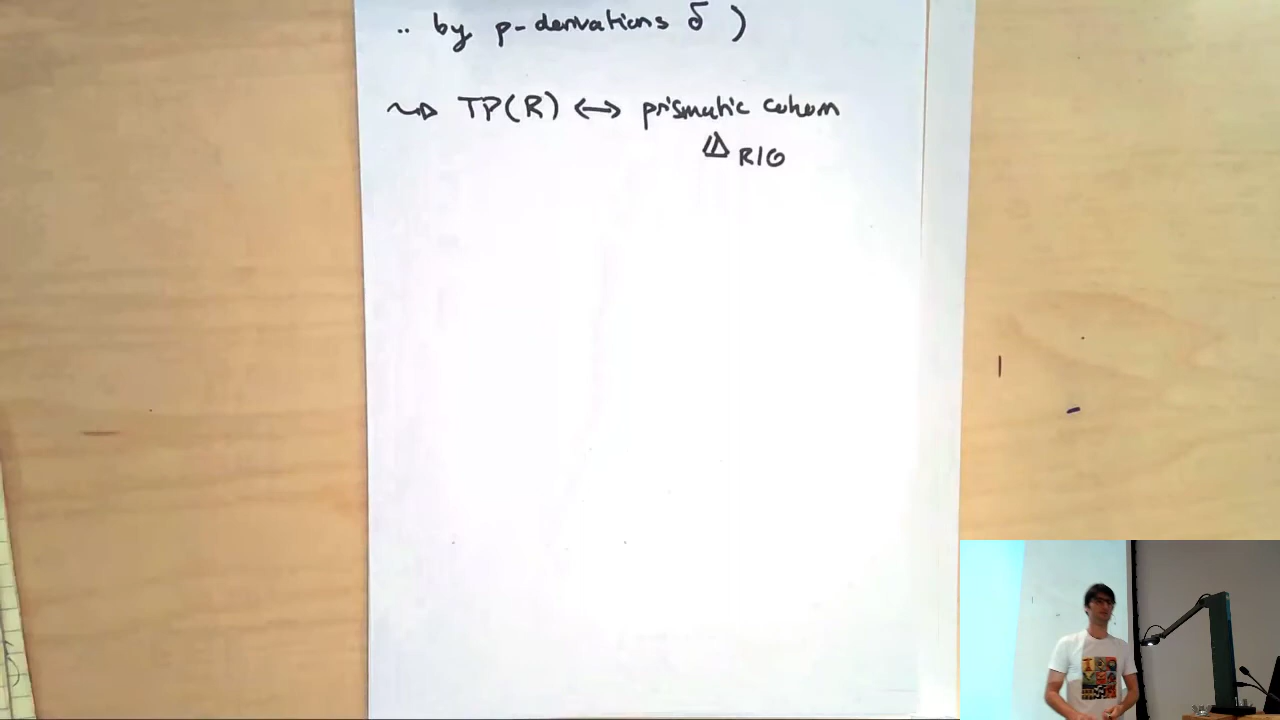 .. by p-derivations δ )
⇝ TP(R) ↔ prismatic cohom
𝚫 R/O